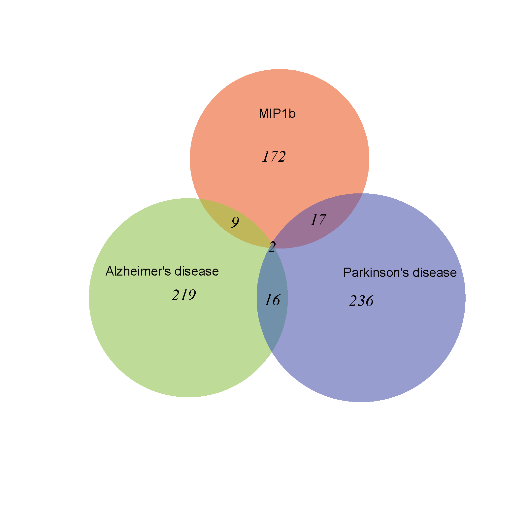 MIP1b
172
9
17
2
Alzheimer's disease
Parkinson's disease
219
16
236